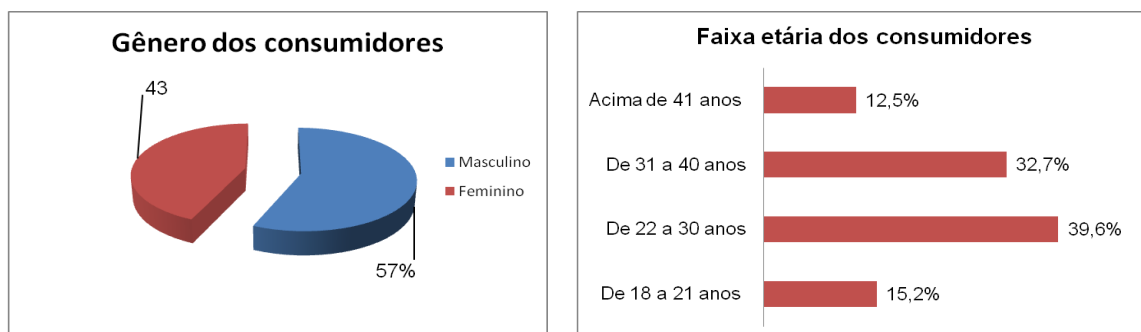 Gênero dos consumidores
43
Masculino
Feminino
57%
Faixa etária dos consumidores
Acima de 41 anos 12,5%
De 31 a 40 anos 32,7%
De 22 a 30 anos 39,6%
De 18 a 21 anos 15,2%